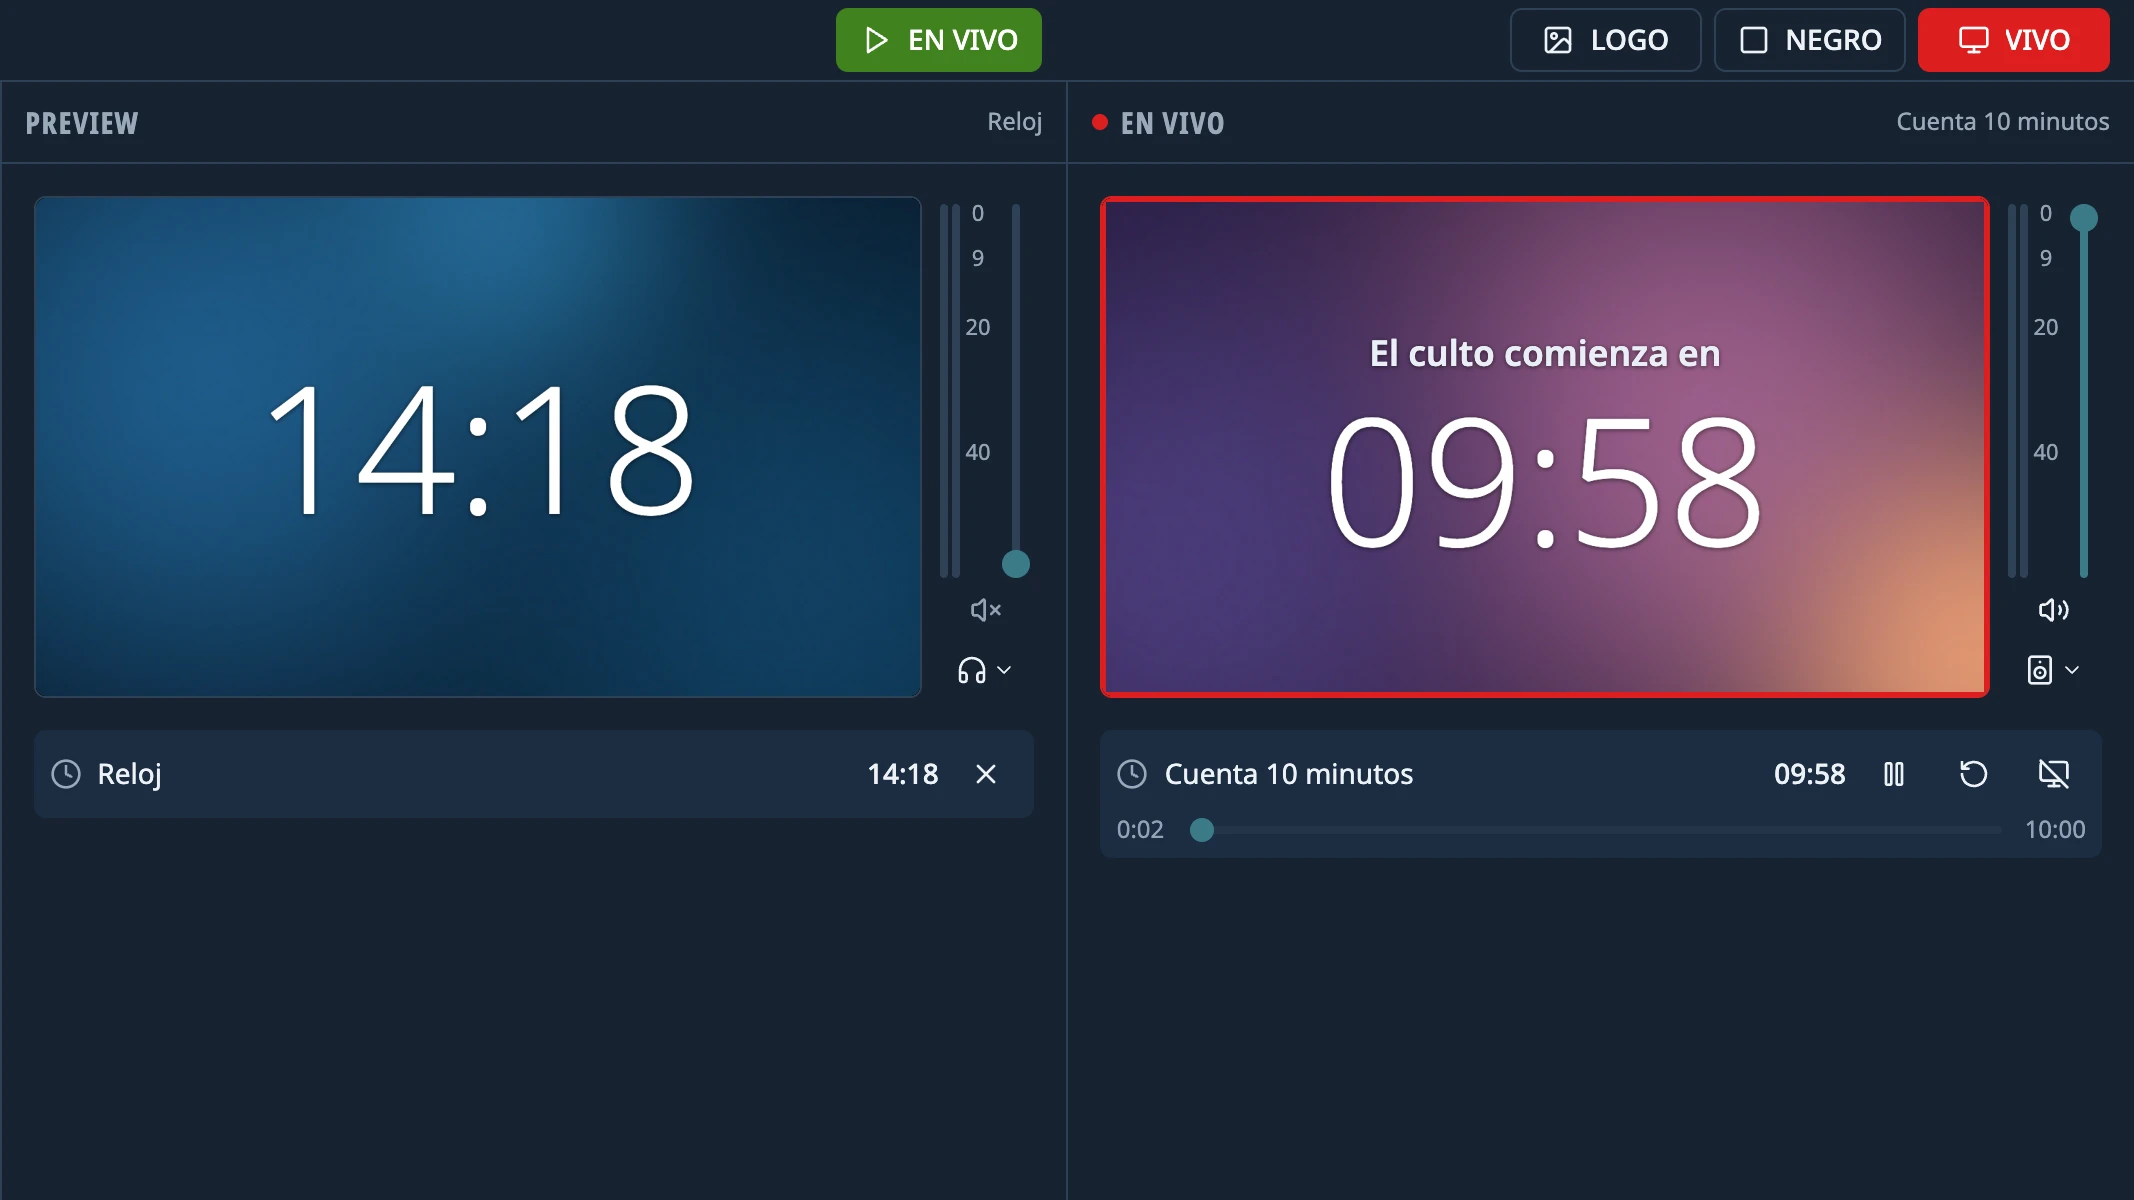 EN VIVO
LOGO
NEGRO
VIVO
PREVIEW
Reloj
14:18
0
9
20
40
Reloj
14:18
EN VIVO
Cuenta 10 minutos
El culto comienza en
09:58
0
9
20
40
Cuenta 10 minutos
09:58
0:02
10:00